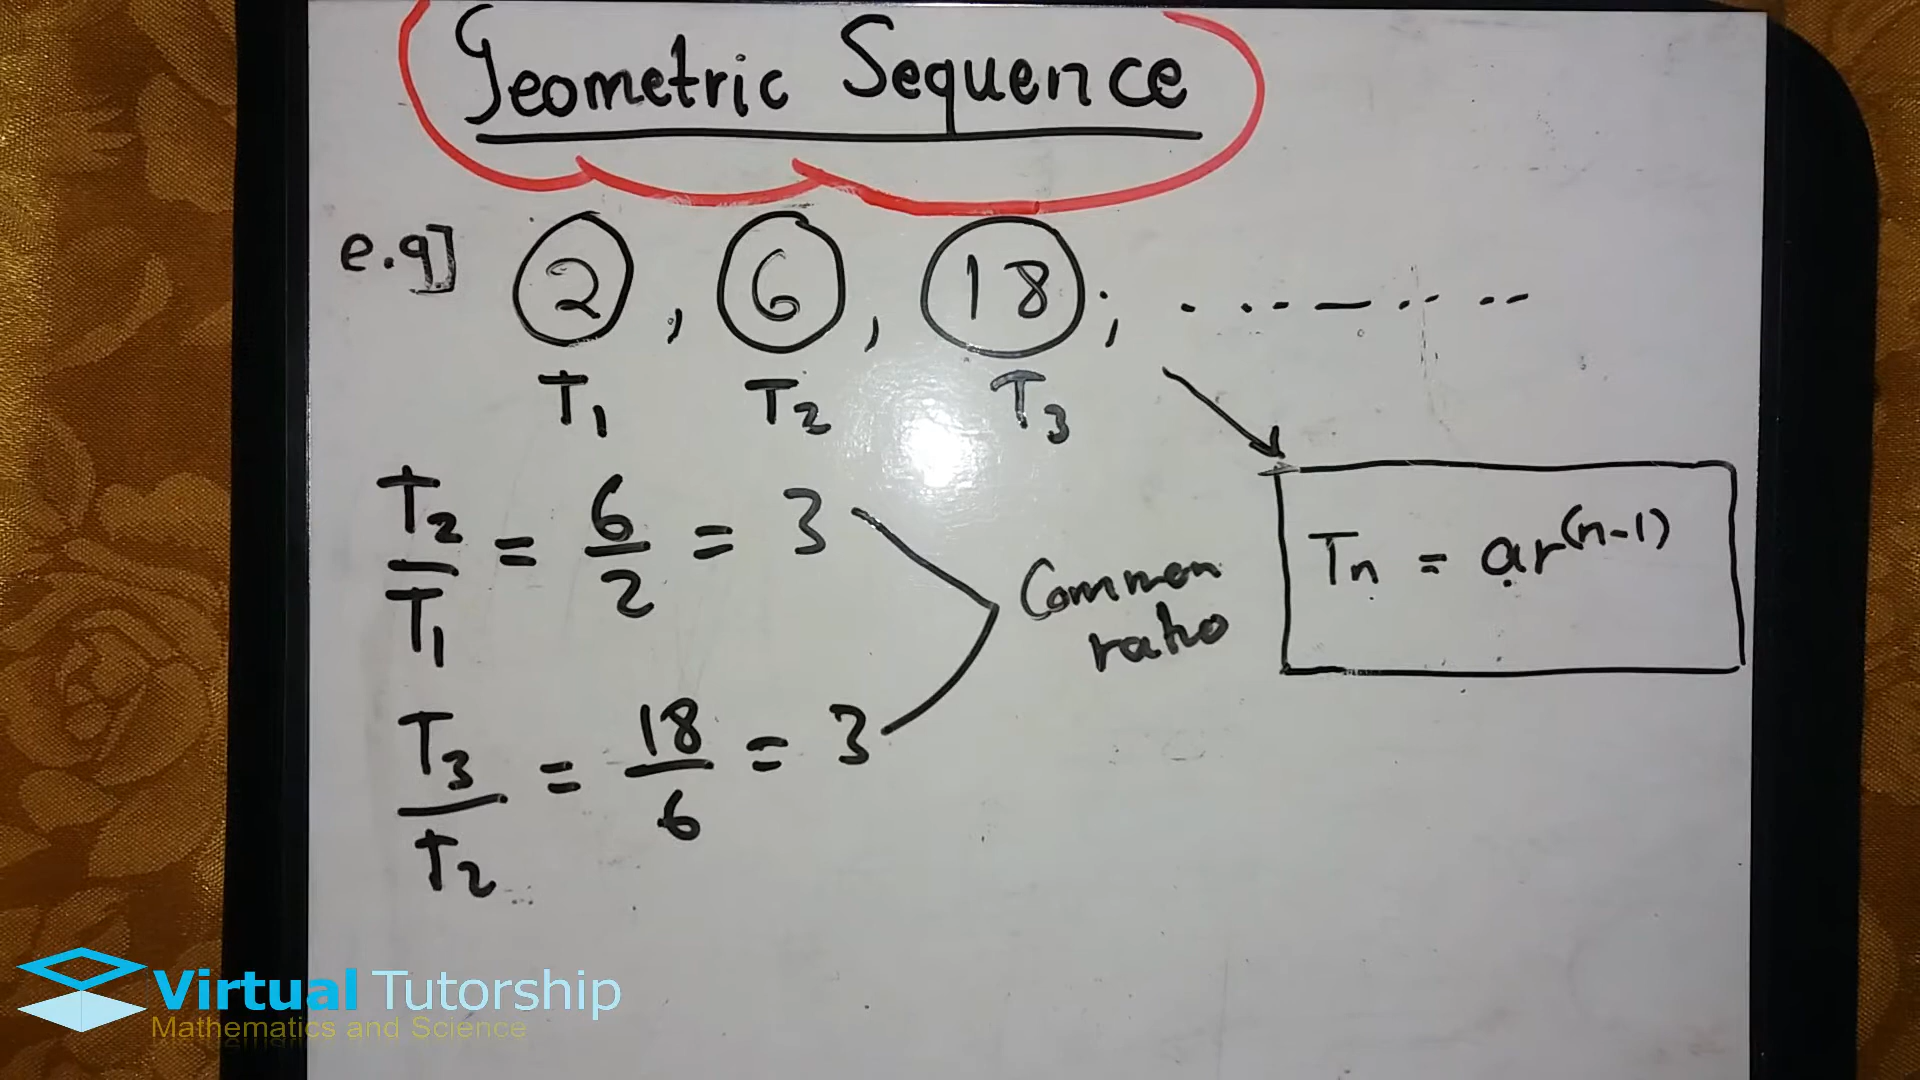 Geometric Sequence
e.g] 2, 6, 18; . . - - — - - - -
T1 T2 T3
T2/T1 = 6/2 = 3
Common ratio
Tn = ar^(n-1)
T3/T2 = 18/6 = 3
Virtual Tutorship
Mathematics and Science